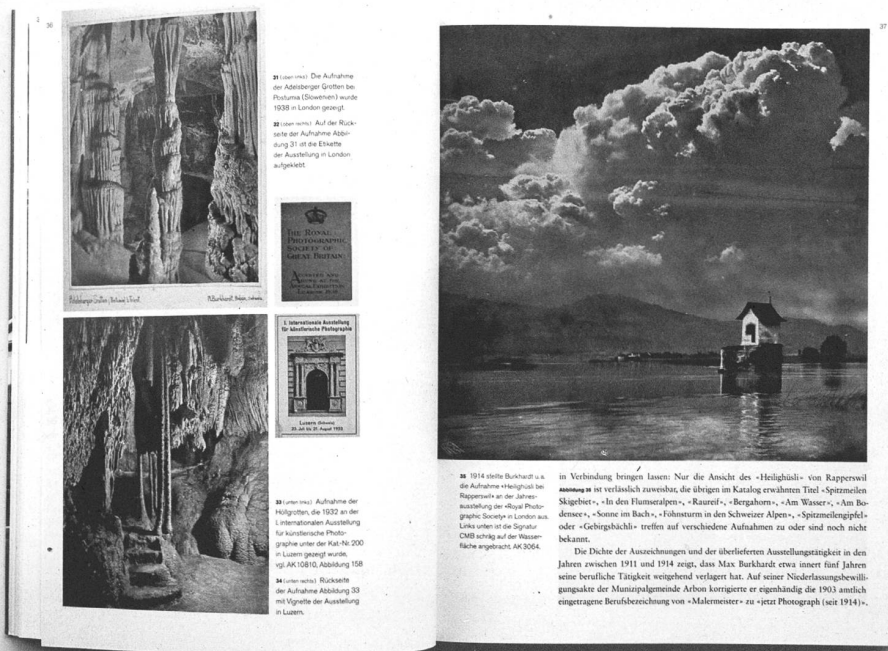 36
31 (oben links) Die Aufnahme
der Adelsberger Grotten bei
Postumia (Slowenien) wurde
1938 in London gezeigt.
32 (oben rechts) Auf der Rück-
seite der Aufnahme Abbil-
dung 31 ist die Etikette
der Ausstellung in London
aufgeklebt.
THE ROYAL
PHOTOGRAPHIC
SOCIETY OF
GREAT BRITAIN
I. Internationale Ausstellung
für künstlerische Photographie
Luzern (Schweiz)
33 (unten links) Aufnahme der
Höllgrotten, die 1932 an der
I. internationalen Ausstellung
für künstlerische Photo-
graphie unter der Kat.-Nr. 200
in Luzern gezeigt wurde,
vgl. AK 10810, Abbildung 158
34 (unten rechts) Rückseite
der Aufnahme Abbildung 33
mit Vignette der Ausstellung
in Luzern.
37
1914 stellte Burkhardt u. a.
die Aufnahme «Heilighüsli bei
Rapperswil» an der Jahres-
ausstellung der «Royal Photo-
graphic Society» in London aus.
Links unten ist die Signatur
CMB schräg auf der Wasser-
fläche angebracht. AK 3064.
in Verbindung bringen lassen: Nur die Ansicht des «Heilighüsli» von Rapperswil
ist verlässlich zuweisbar, die übrigen im Katalog erwähnten Titel «Spitzmeilen
Skigebiet», «In den Flumseralpen», «Raureif», «Bergahorn», «Am Wasser», «Am Bo-
densee», «Sonne im Bach», «Föhnsturm in den Schweizer Alpen», «Spitzmeilengipfel»
oder «Gebirgsbächli» treffen auf verschiedene Aufnahmen zu oder sind noch nicht
bekannt.
Die Dichte der Auszeichnungen und der überlieferten Ausstellungstätigkeit in den
Jahren zwischen 1911 und 1914 zeigt, dass Max Burkhardt etwa innert fünf Jahren
seine berufliche Tätigkeit weitgehend verlagert hat. Auf seiner Niederlassungsbewilli-
gungsakte der Munizipalgemeinde Arbon korrigierte er eigenhändig die 1903 amtlich
eingetragene Berufsbezeichnung von «Malermeister» zu «jetzt Photograph (seit 1914)».